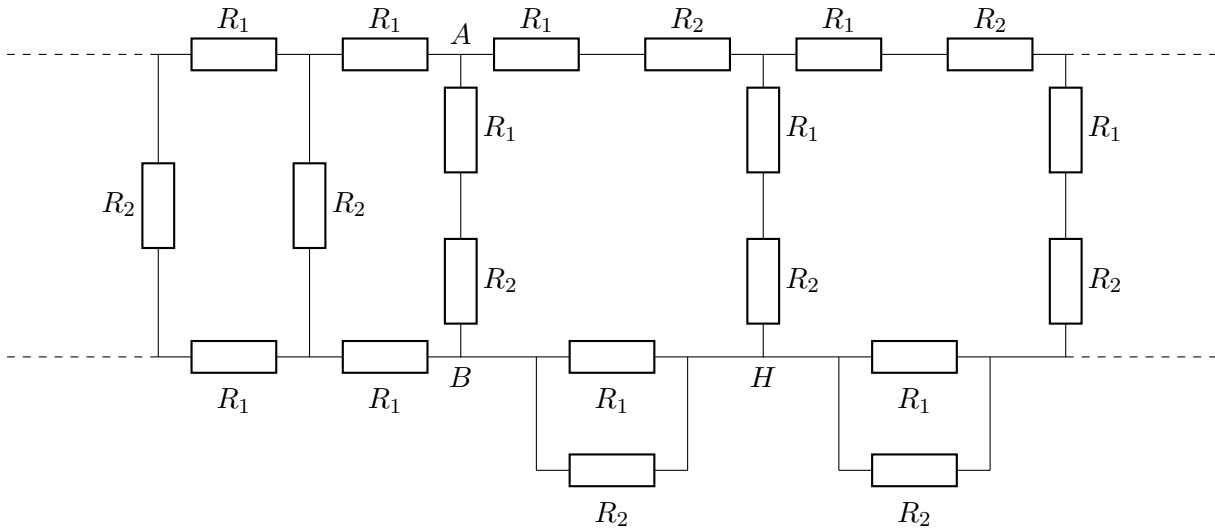 R₁ R₁ A R₁ R₂ R₁ R₂
R₁ R₁ R₁
R₂ R₂
R₂ R₂ R₂
R₁ R₁ B R₁ H R₁
R₂ R₂